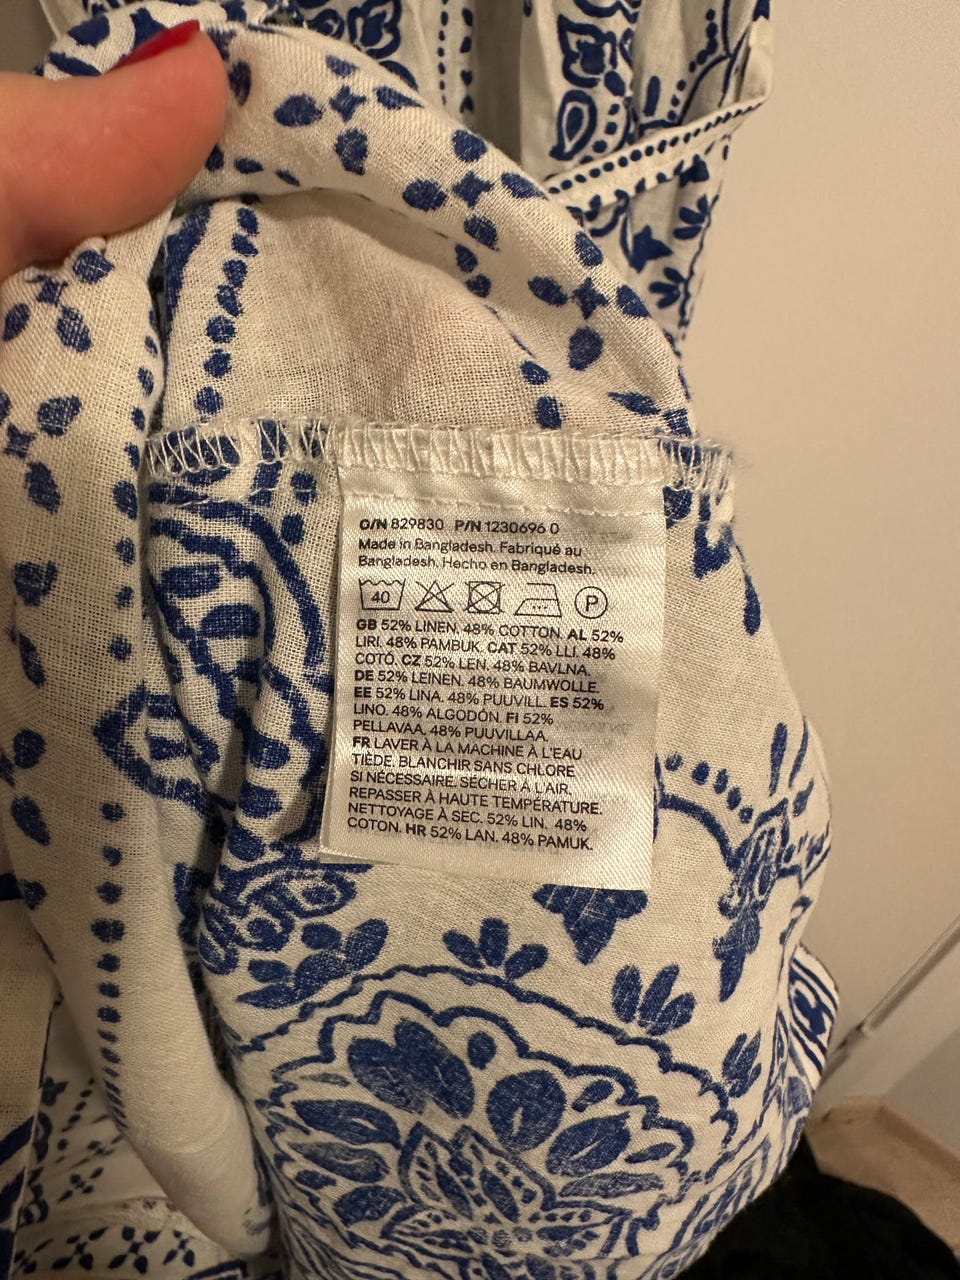 O/N 829830 P/N 1230696 0
Made in Bangladesh. Fabriqué au
Bangladesh. Hecho en Bangladesh.
40 P
GB 52% LINEN. 48% COTTON. AL 52%
LIRI. 48% PAMBUK. CAT 52% LLI. 48%
COTÓ. CZ 52% LEN. 48% BAVLNA.
DE 52% LEINEN. 48% BAUMWOLLE.
EE 52% LINA. 48% PUUVILL. ES 52%
LINO. 48% ALGODÓN. FI 52%
PELLAVAA. 48% PUUVILLAA.
FR LAVER À LA MACHINE À L'EAU
TIÈDE. BLANCHIR SANS CHLORE
SI NÉCESSAIRE. SÉCHER À L'AIR.
REPASSER À HAUTE TEMPÉRATURE.
NETTOYAGE À SEC. 52% LIN. 48%
COTON. HR 52% LAN. 48% PAMUK.